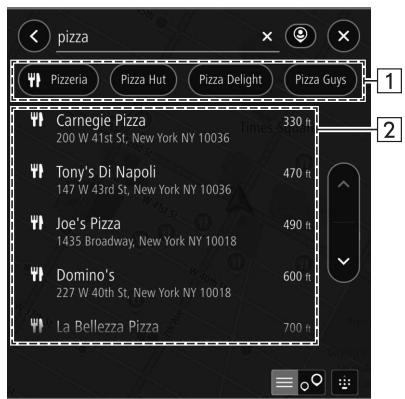 pizza
Pizzeria Pizza Hut Pizza Delight Pizza Guys
1
Carnegie Pizza 330 ft
200 W 41st St, New York NY 10036
2
Tony's Di Napoli 470 ft
147 W 43rd St, New York NY 10036
Joe's Pizza 490 ft
1435 Broadway, New York NY 10018
Domino's 600 ft
227 W 40th St, New York NY 10018
La Bellezza Pizza 700 ft